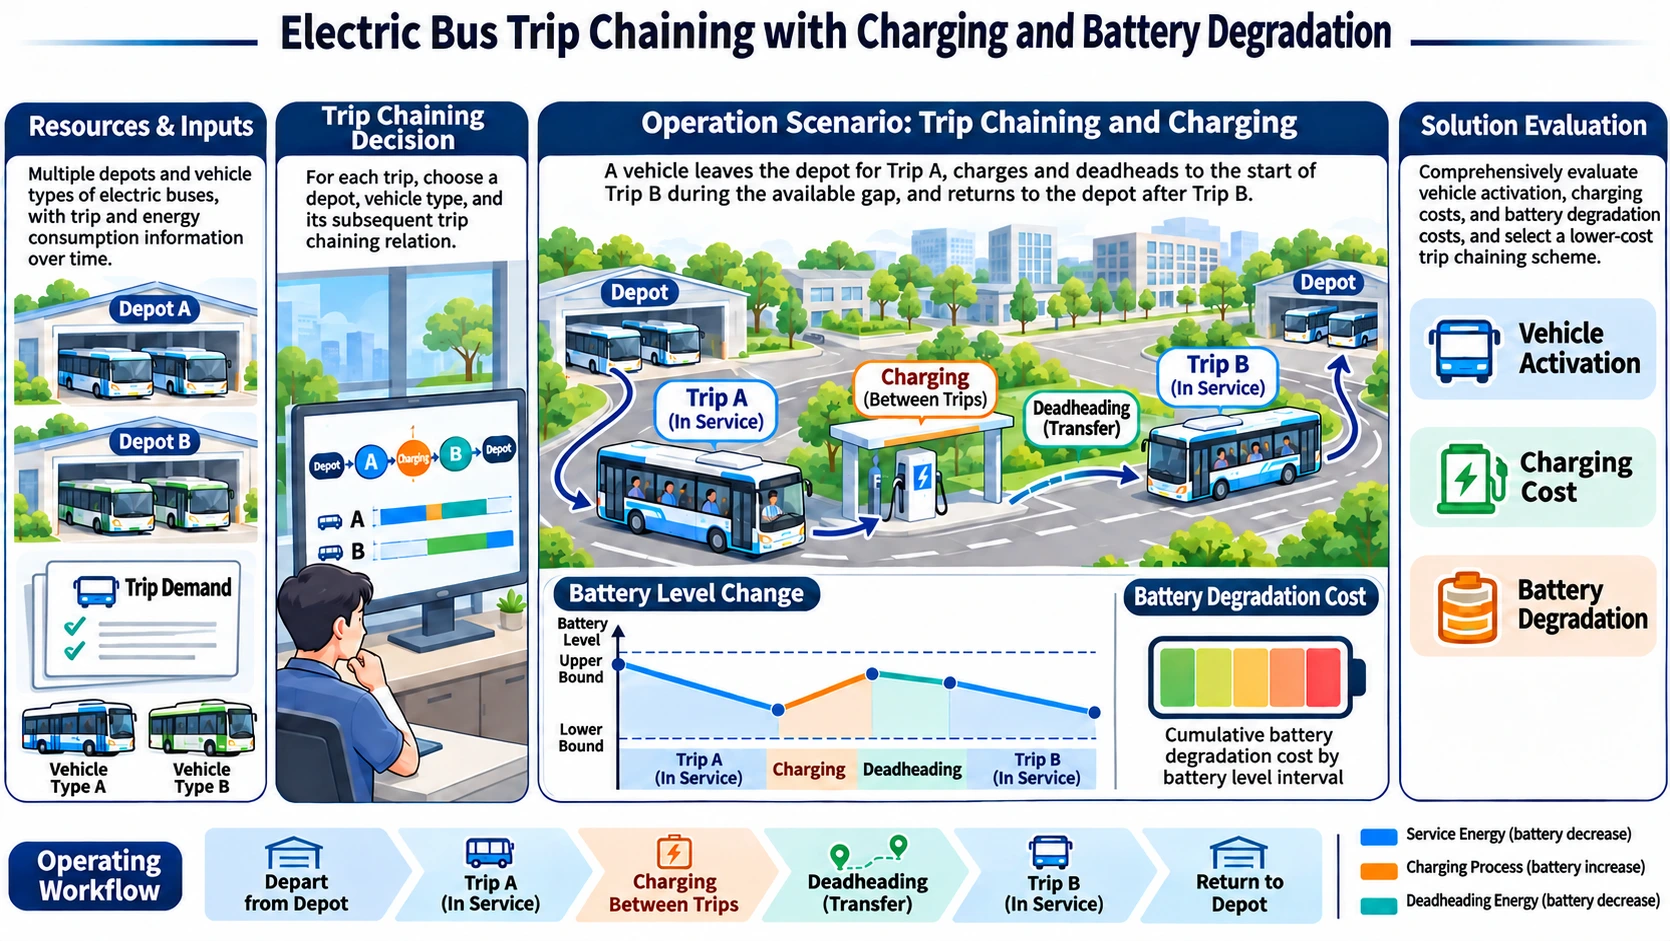 Electric Bus Trip Chaining with Charging and Battery Degradation
Resources & Inputs
Multiple depots and vehicle
types of electric buses,
with trip and energy
consumption information
over time.
Depot A
Depot B
Trip Demand
Vehicle
Type A
Vehicle
Type B
Trip Chaining
Decision
For each trip, choose a
depot, vehicle type, and
its subsequent trip
chaining relation.
Depot
A
Charging
B
Depot
A
B
Operation Scenario: Trip Chaining and Charging
A vehicle leaves the depot for Trip A, charges and deadheads to the start of
Trip B during the available gap, and returns to the depot after Trip B.
Depot
Depot
Trip A
(In Service)
Charging
(Between Trips)
Deadheading
(Transfer)
Trip B
(In Service)
Battery Level Change
Battery
Level
Upper
Bound
Lower
Bound
Trip A
(In Service)
Charging
Deadheading
Trip B
(In Service)
Battery Degradation Cost
Cumulative battery
degradation cost by
battery level interval
Solution Evaluation
Comprehensively evaluate
vehicle activation, charging
costs, and battery degradation
costs, and select a lower-cost
trip chaining scheme.
Vehicle
Activation
Charging
Cost
Battery
Degradation
Operating
Workflow
Depart
from Depot
Trip A
(In Service)
Charging
Between Trips
Deadheading
(Transfer)
Trip B
(In Service)
Return to
Depot
Service Energy (battery decrease)
Charging Process (battery increase)
Deadheading Energy (battery decrease)